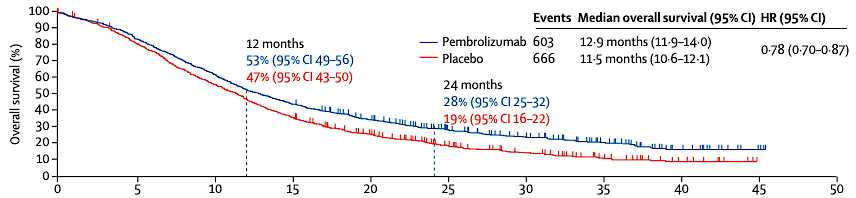 Events Median overall survival (95% CI) HR (95% CI)
Pembrolizumab 603 12·9 months (11·9–14·0)
0·78 (0·70–0·87)
Placebo 666 11·5 months (10·6–12·1)
12 months
53% (95% CI 49–56)
47% (95% CI 43–50)
24 months
28% (95% CI 25–32)
19% (95% CI 16–22)
Overall survival (%)
100
90
80
70
60
50
40
30
20
10
0
0 5 10 15 20 25 30 35 40 45 50